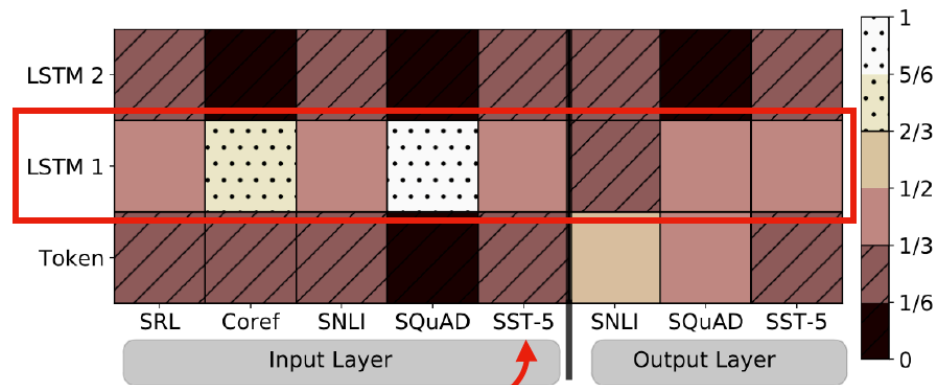 1
LSTM 2
5/6
2/3
LSTM 1
1/2
1/3
Token
1/6
SRL Coref SNLI SQuAD SST-5 SNLI SQuAD SST-5
0
Input Layer Output Layer